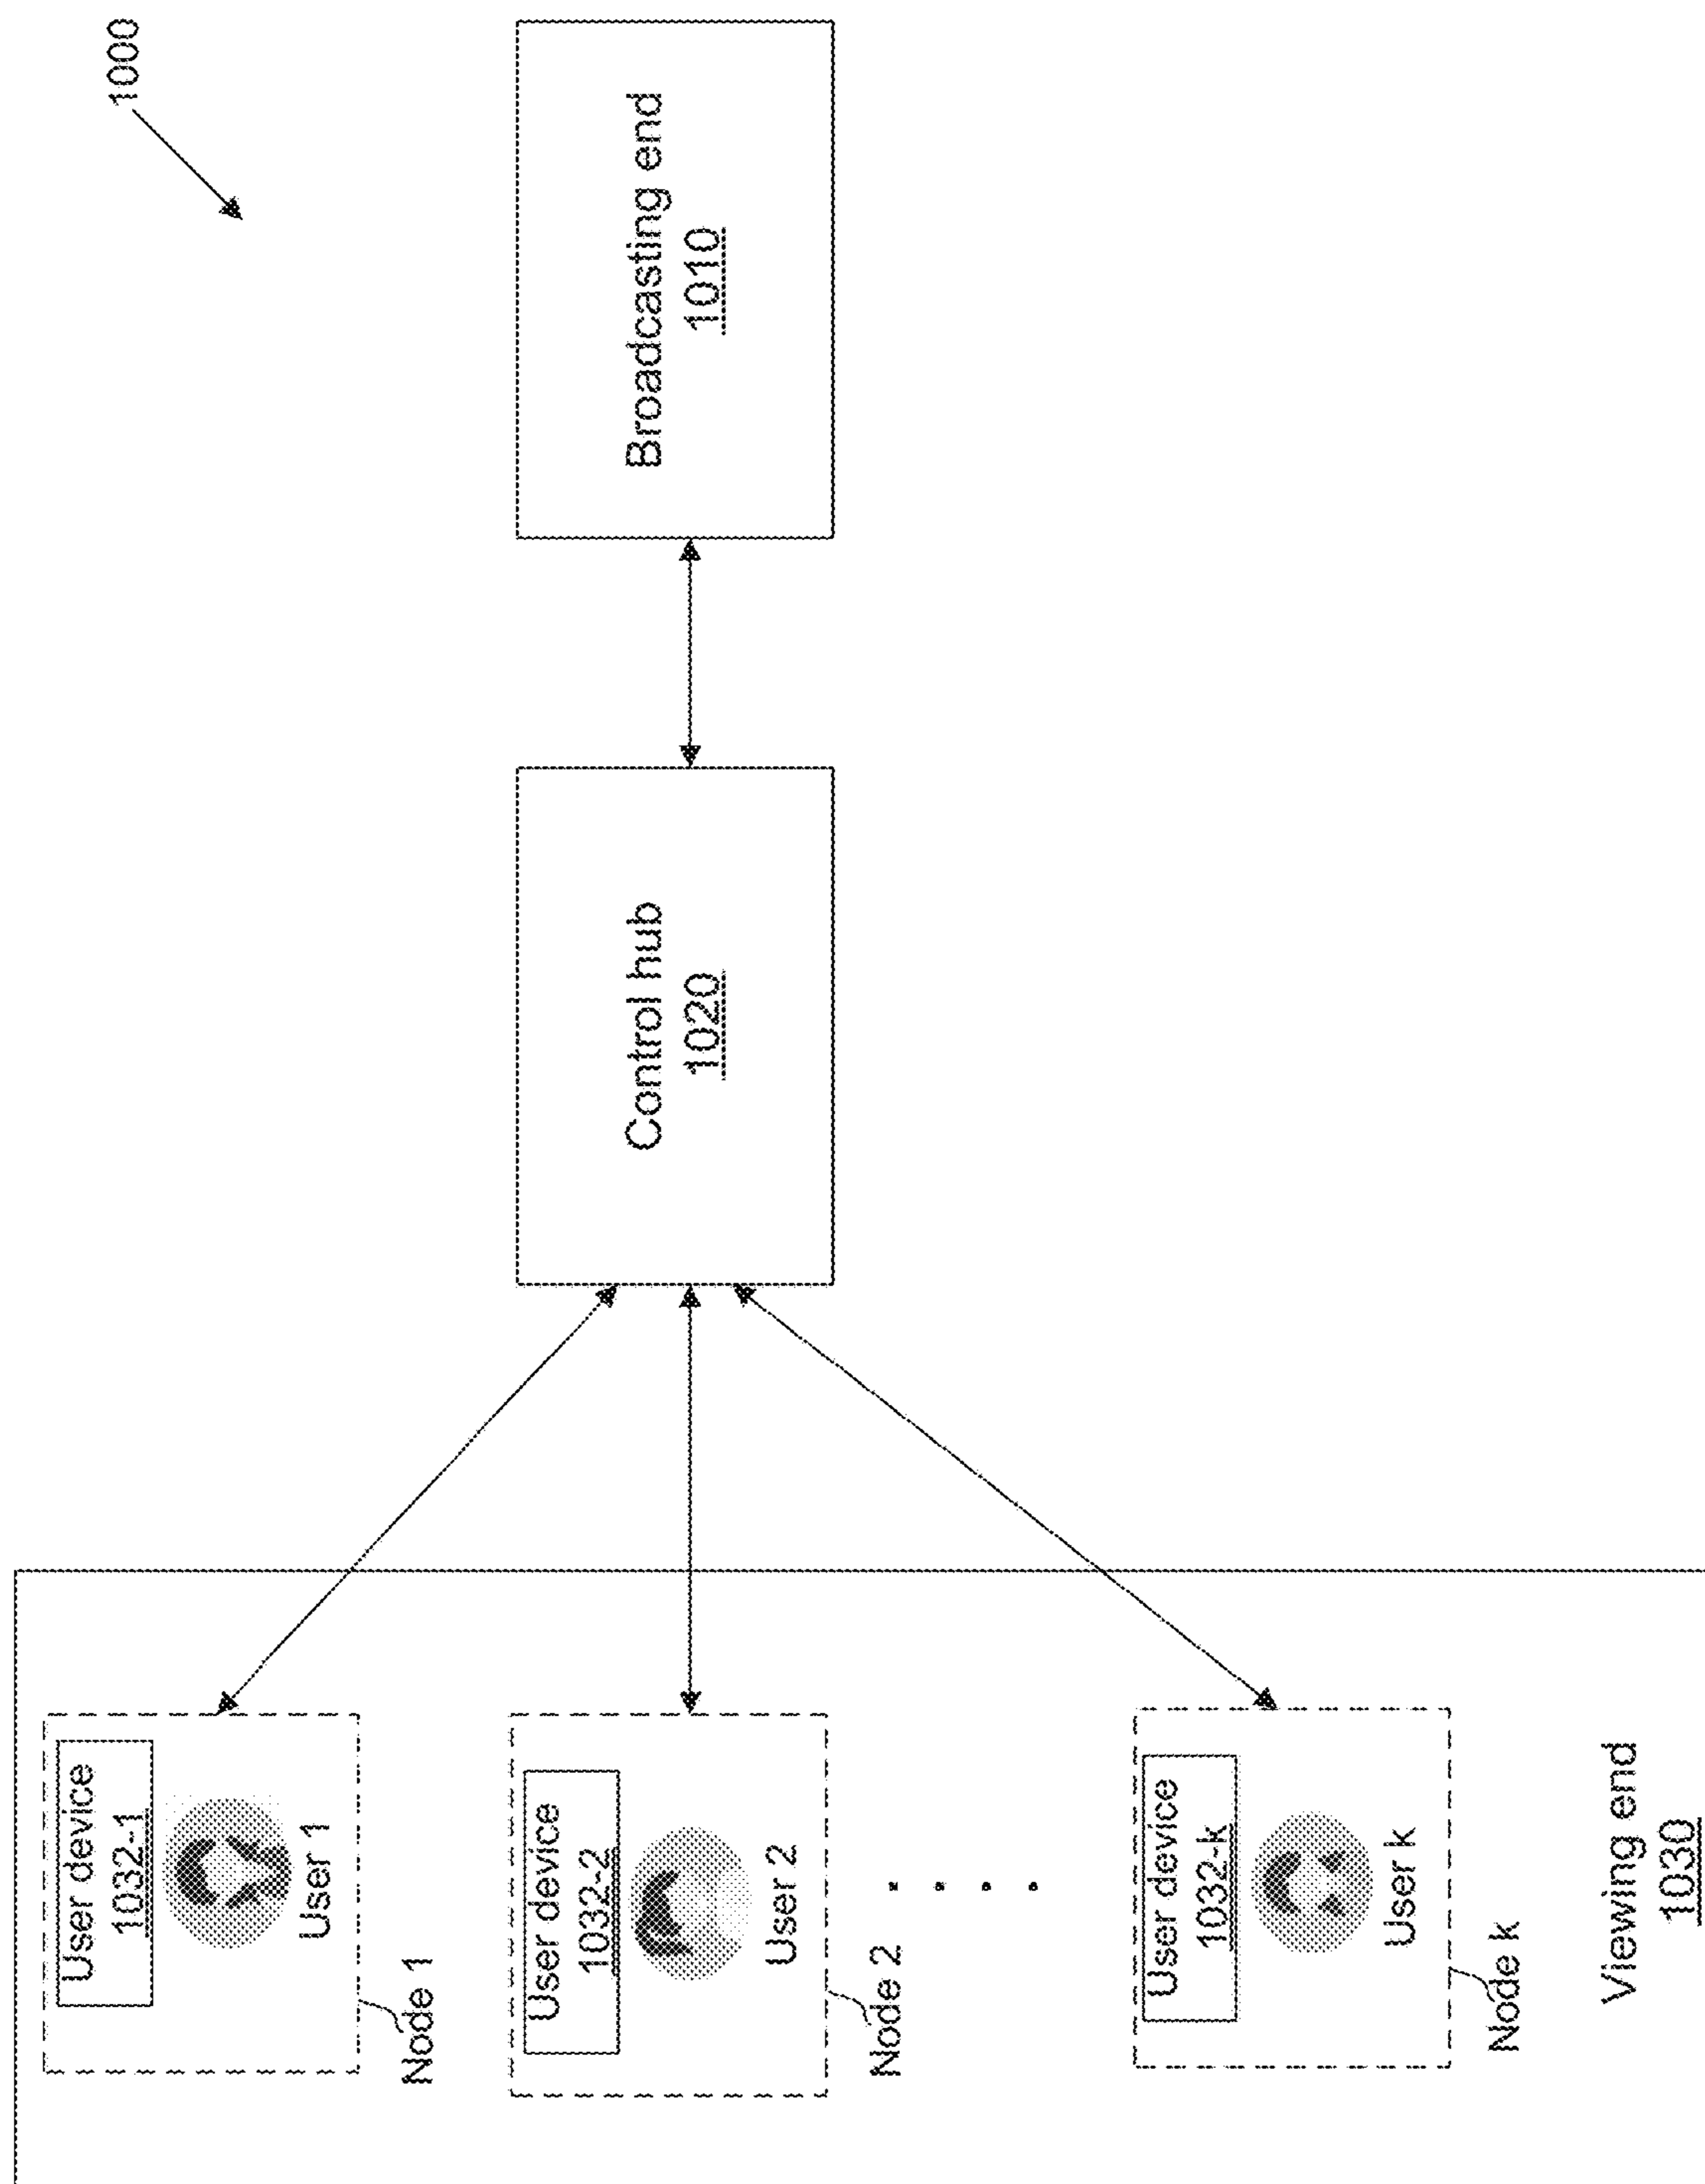 1000
Broadcasting end
1010
Control hub
1020
User device
1032-1
User 1
Node 1
User device
1032-2
User 2
Node 2
User device
1032-k
User k
Node k
Viewing end
1030